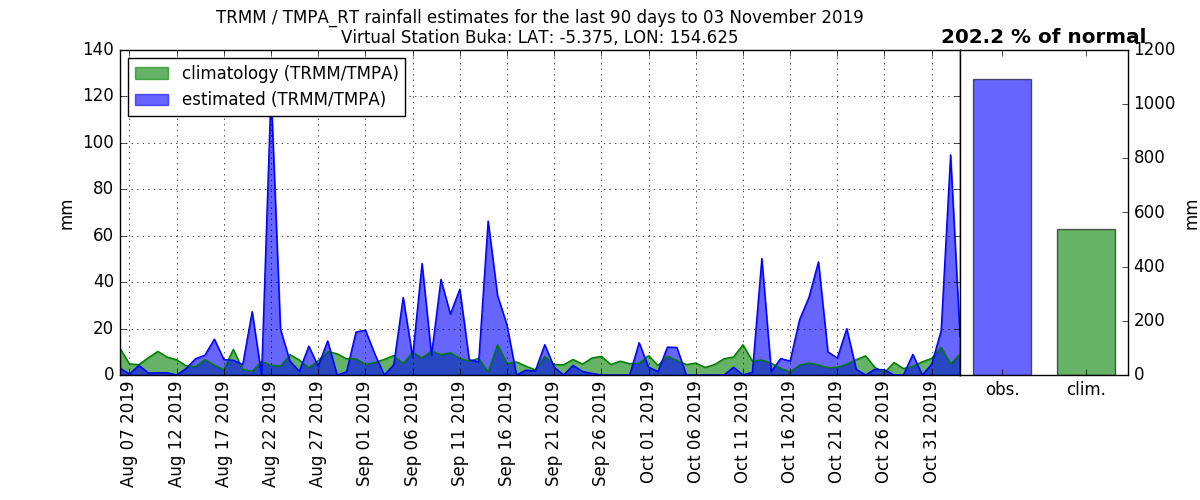 TRMM / TMPA_RT rainfall estimates for the last 90 days to 03 November 2019
Virtual Station Buka: LAT: -5.375, LON: 154.625
202.2 % of normal
climatology (TRMM/TMPA)
estimated (TRMM/TMPA)
mm
140
120
100
80
60
40
20
0
Aug 07 2019
Aug 12 2019
Aug 17 2019
Aug 22 2019
Aug 27 2019
Sep 01 2019
Sep 06 2019
Sep 11 2019
Sep 16 2019
Sep 21 2019
Sep 26 2019
Oct 01 2019
Oct 06 2019
Oct 11 2019
Oct 16 2019
Oct 21 2019
Oct 26 2019
Oct 31 2019
obs.
clim.
1200
1000
800
600
400
200
0
mm